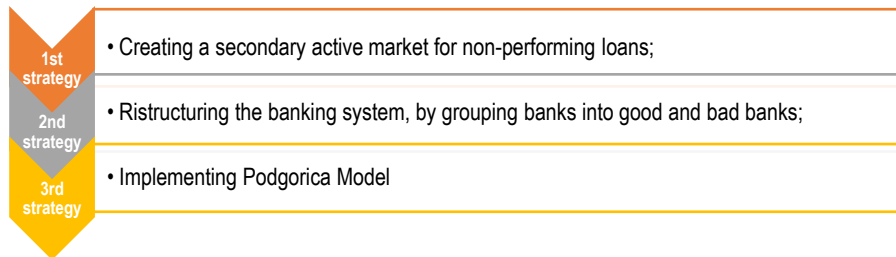 1st
strategy
• Creating a secondary active market for non-performing loans;
2nd
strategy
• Ristructuring the banking system, by grouping banks into good and bad banks;
3rd
strategy
• Implementing Podgorica Model